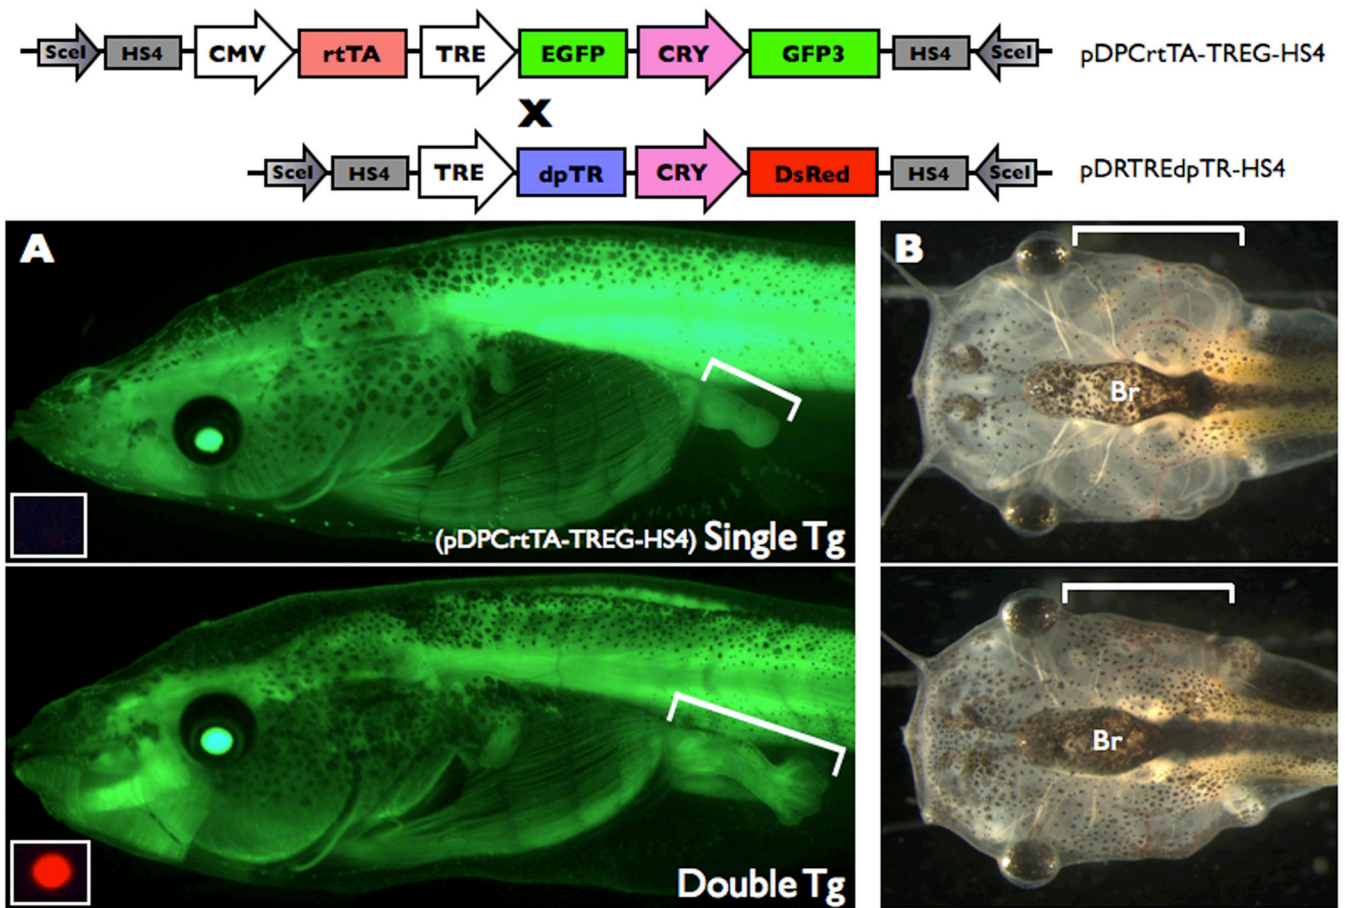 SceI HS4 CMV rtTA TRE EGFP CRY GFP3 HS4 SceI pDPCrtTA-TREG-HS4
X
SceI HS4 TRE dpTR CRY DsRed HS4 SceI pDRTREdpTR-HS4
A
(pDPCrtTA-TREG-HS4) Single Tg
B
Br
Double Tg
Br